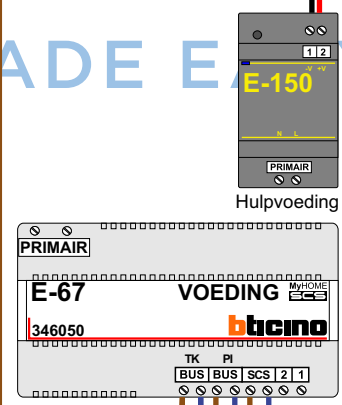 ADE EA
1 2
-V +V
E-150
N L
PRIMAIR
Hulpvoeding
PRIMAIR
E-67 VOEDING MyHOME SCS
346050 bticino
TK PI
BUS BUS SCS 2 1